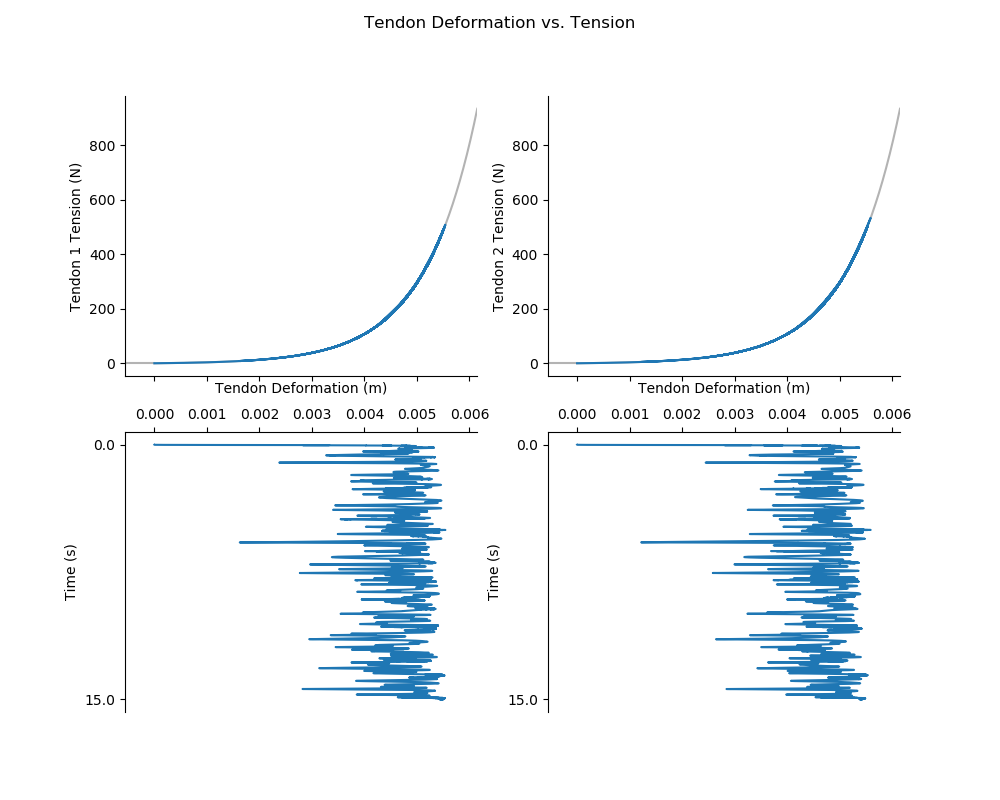 Tendon Deformation vs. Tension
Tendon 1 Tension (N)
800
600
400
200
0
Tendon Deformation (m)
Tendon 2 Tension (N)
800
600
400
200
0
Tendon Deformation (m)
0.000 0.001 0.002 0.003 0.004 0.005 0.006
Time (s)
0.0
15.0
0.000 0.001 0.002 0.003 0.004 0.005 0.006
Time (s)
0.0
15.0